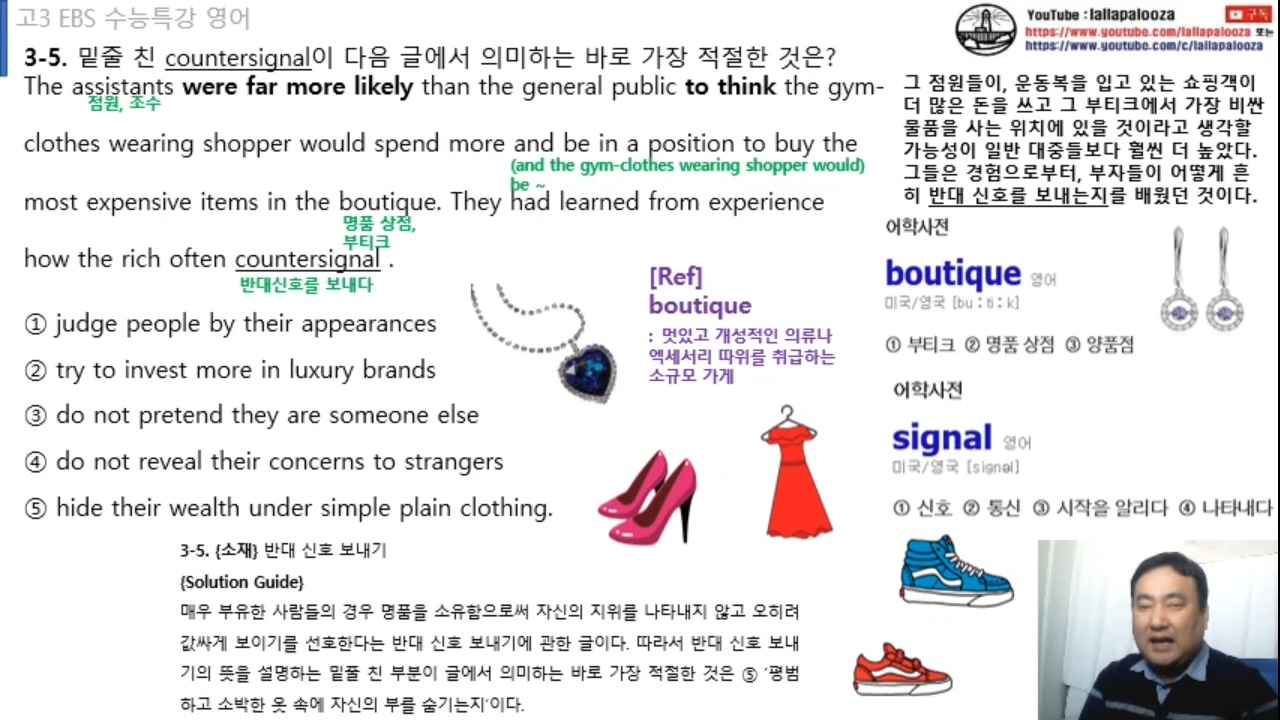 고3 EBS 수능특강 영어
YouTube : lallapalooza
구독
https://www.youtube.com/lallapalooza 또는
https://www.youtube.com/c/lallapalooza
3-5. 밑줄 친 countersignal이 다음 글에서 의미하는 바로 가장 적절한 것은?
The assistants were far more likely than the general public to think the gym-
점원, 조수
clothes wearing shopper would spend more and be in a position to buy the
(and the gym-clothes wearing shopper would)
be ~
most expensive items in the boutique. They had learned from experience
명품 상점,
부티크
how the rich often countersignal .
반대신호를 보내다
① judge people by their appearances
② try to invest more in luxury brands
③ do not pretend they are someone else
④ do not reveal their concerns to strangers
⑤ hide their wealth under simple plain clothing.
[Ref]
boutique
: 멋있고 개성적인 의류나
엑세서리 따위를 취급하는
소규모 가게
그 점원들이, 운동복을 입고 있는 쇼핑객이
더 많은 돈을 쓰고 그 부티크에서 가장 비싼
물품을 사는 위치에 있을 것이라고 생각할
가능성이 일반 대중들보다 훨씬 더 높았다.
그들은 경험으로부터, 부자들이 어떻게 흔
히 반대 신호를 보내는지를 배웠던 것이다.
어학사전
boutique 영어
미국/영국 [bu:ti:k]
① 부티크 ② 명품 상점 ③ 양품점
어학사전
signal 영어
미국/영국 [signəl]
① 신호 ② 통신 ③ 시작을 알리다 ④ 나타내다
3-5. {소재} 반대 신호 보내기
{Solution Guide}
매우 부유한 사람들의 경우 명품을 소유함으로써 자신의 지위를 나타내지 않고 오히려
값싸게 보이기를 선호한다는 반대 신호 보내기에 관한 글이다. 따라서 반대 신호 보내
기의 뜻을 설명하는 밑줄 친 부분이 글에서 의미하는 바로 가장 적절한 것은 ⑤ ‘평범
하고 소박한 옷 속에 자신의 부를 숨기는지’이다.